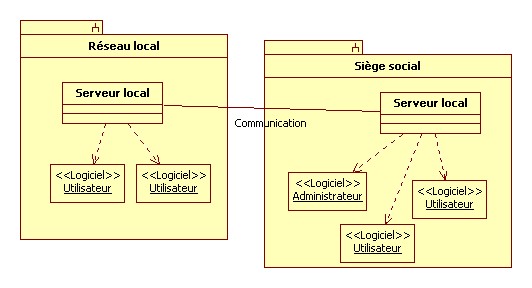 Réseau local
Serveur local
<<Logiciel>>
Utilisateur
<<Logiciel>>
Utilisateur
Communication
Siège social
Serveur local
<<Logiciel>>
Administrateur
<<Logiciel>>
Utilisateur
<<Logiciel>>
Utilisateur